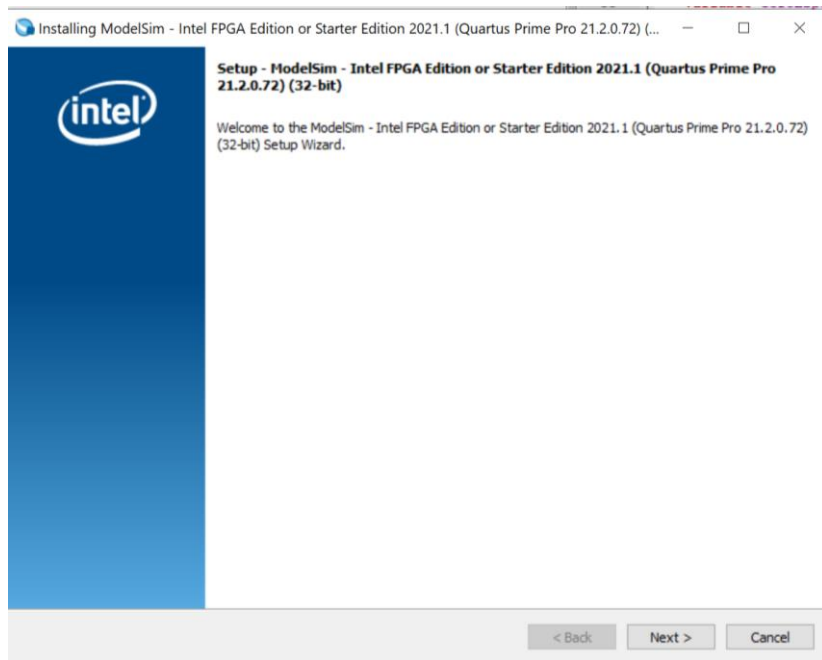 Installing ModelSim - Intel FPGA Edition or Starter Edition 2021.1 (Quartus Prime Pro 21.2.0.72) (...
intel
Setup - ModelSim - Intel FPGA Edition or Starter Edition 2021.1 (Quartus Prime Pro
21.2.0.72) (32-bit)
Welcome to the ModelSim - Intel FPGA Edition or Starter Edition 2021.1 (Quartus Prime Pro 21.2.0.72)
(32-bit) Setup Wizard.
< Back Next > Cancel